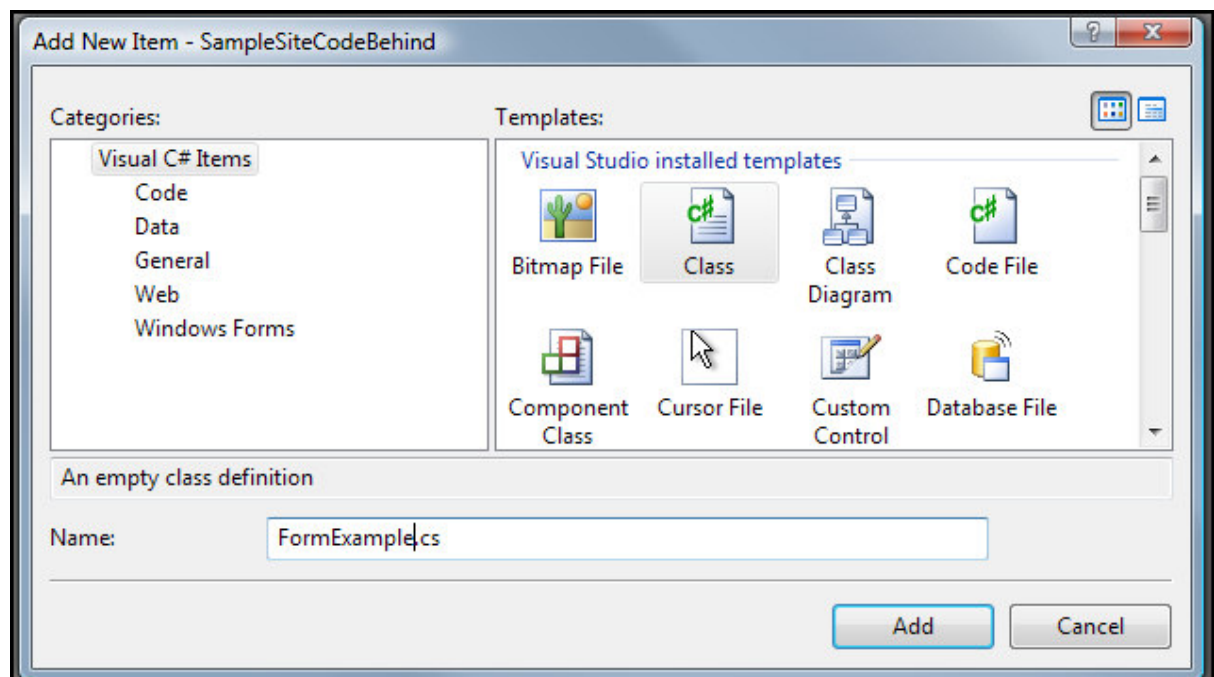 Add New Item - SampleSiteCodeBehind
Categories:
Templates:
Visual C# Items
Code
Data
General
Web
Windows Forms
Visual Studio installed templates
Bitmap File
Class
Class
Diagram
Code File
Component
Class
Cursor File
Custom
Control
Database File
An empty class definition
Name:
FormExample.cs
Add
Cancel